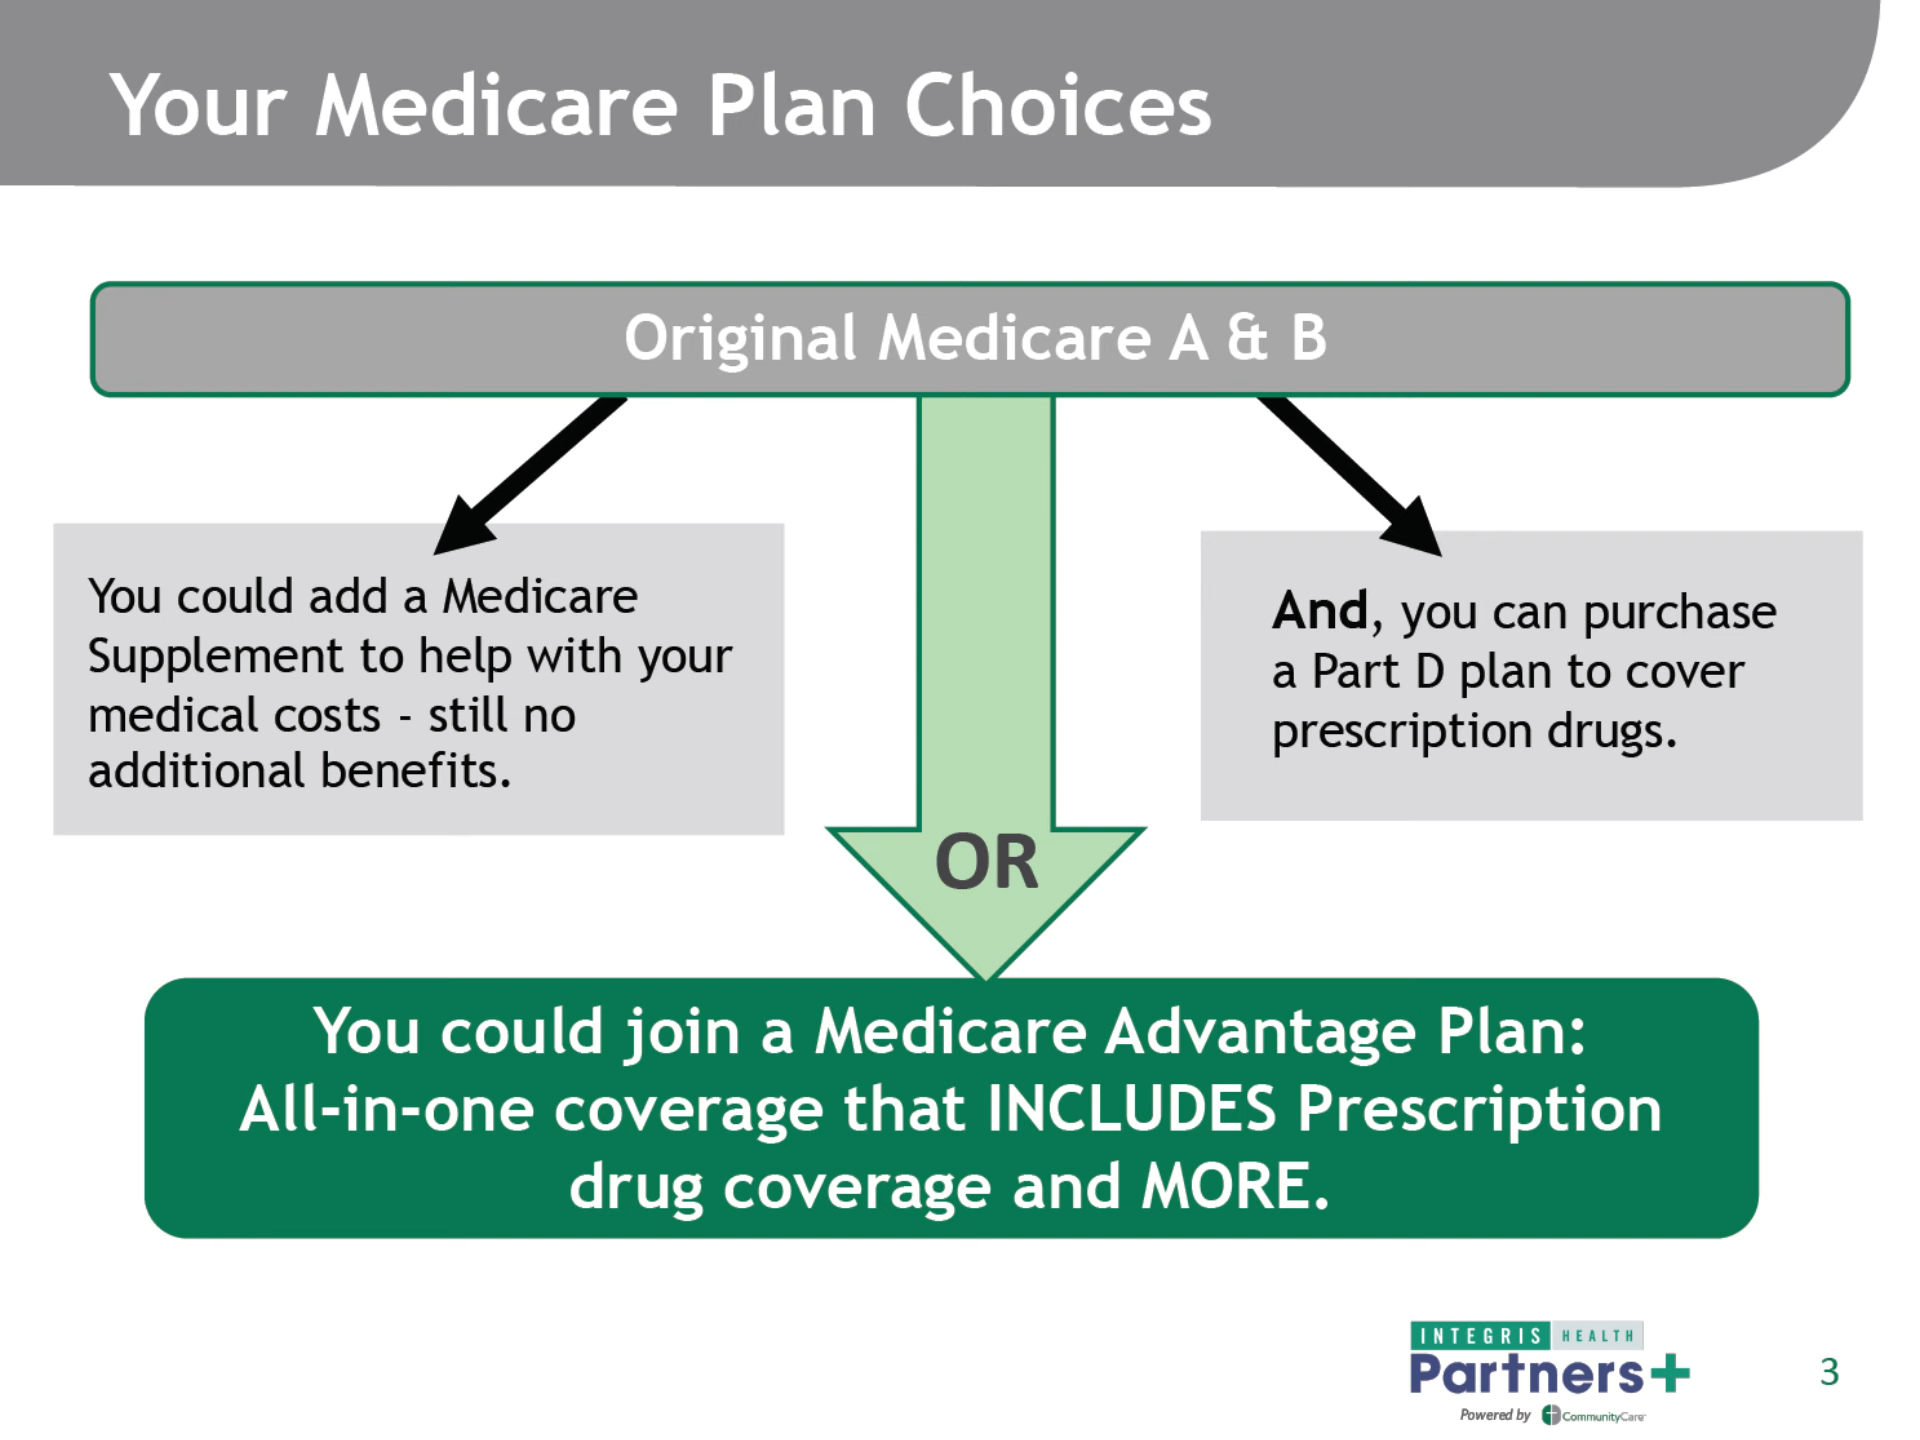 Your Medicare Plan Choices
Original Medicare A & B
You could add a Medicare
Supplement to help with your
medical costs - still no
additional benefits.
And, you can purchase
a Part D plan to cover
prescription drugs.
OR
You could join a Medicare Advantage Plan:
All-in-one coverage that INCLUDES Prescription
drug coverage and MORE.
INTEGRIS HEALTH
Partners+
Powered by CommunityCare
3